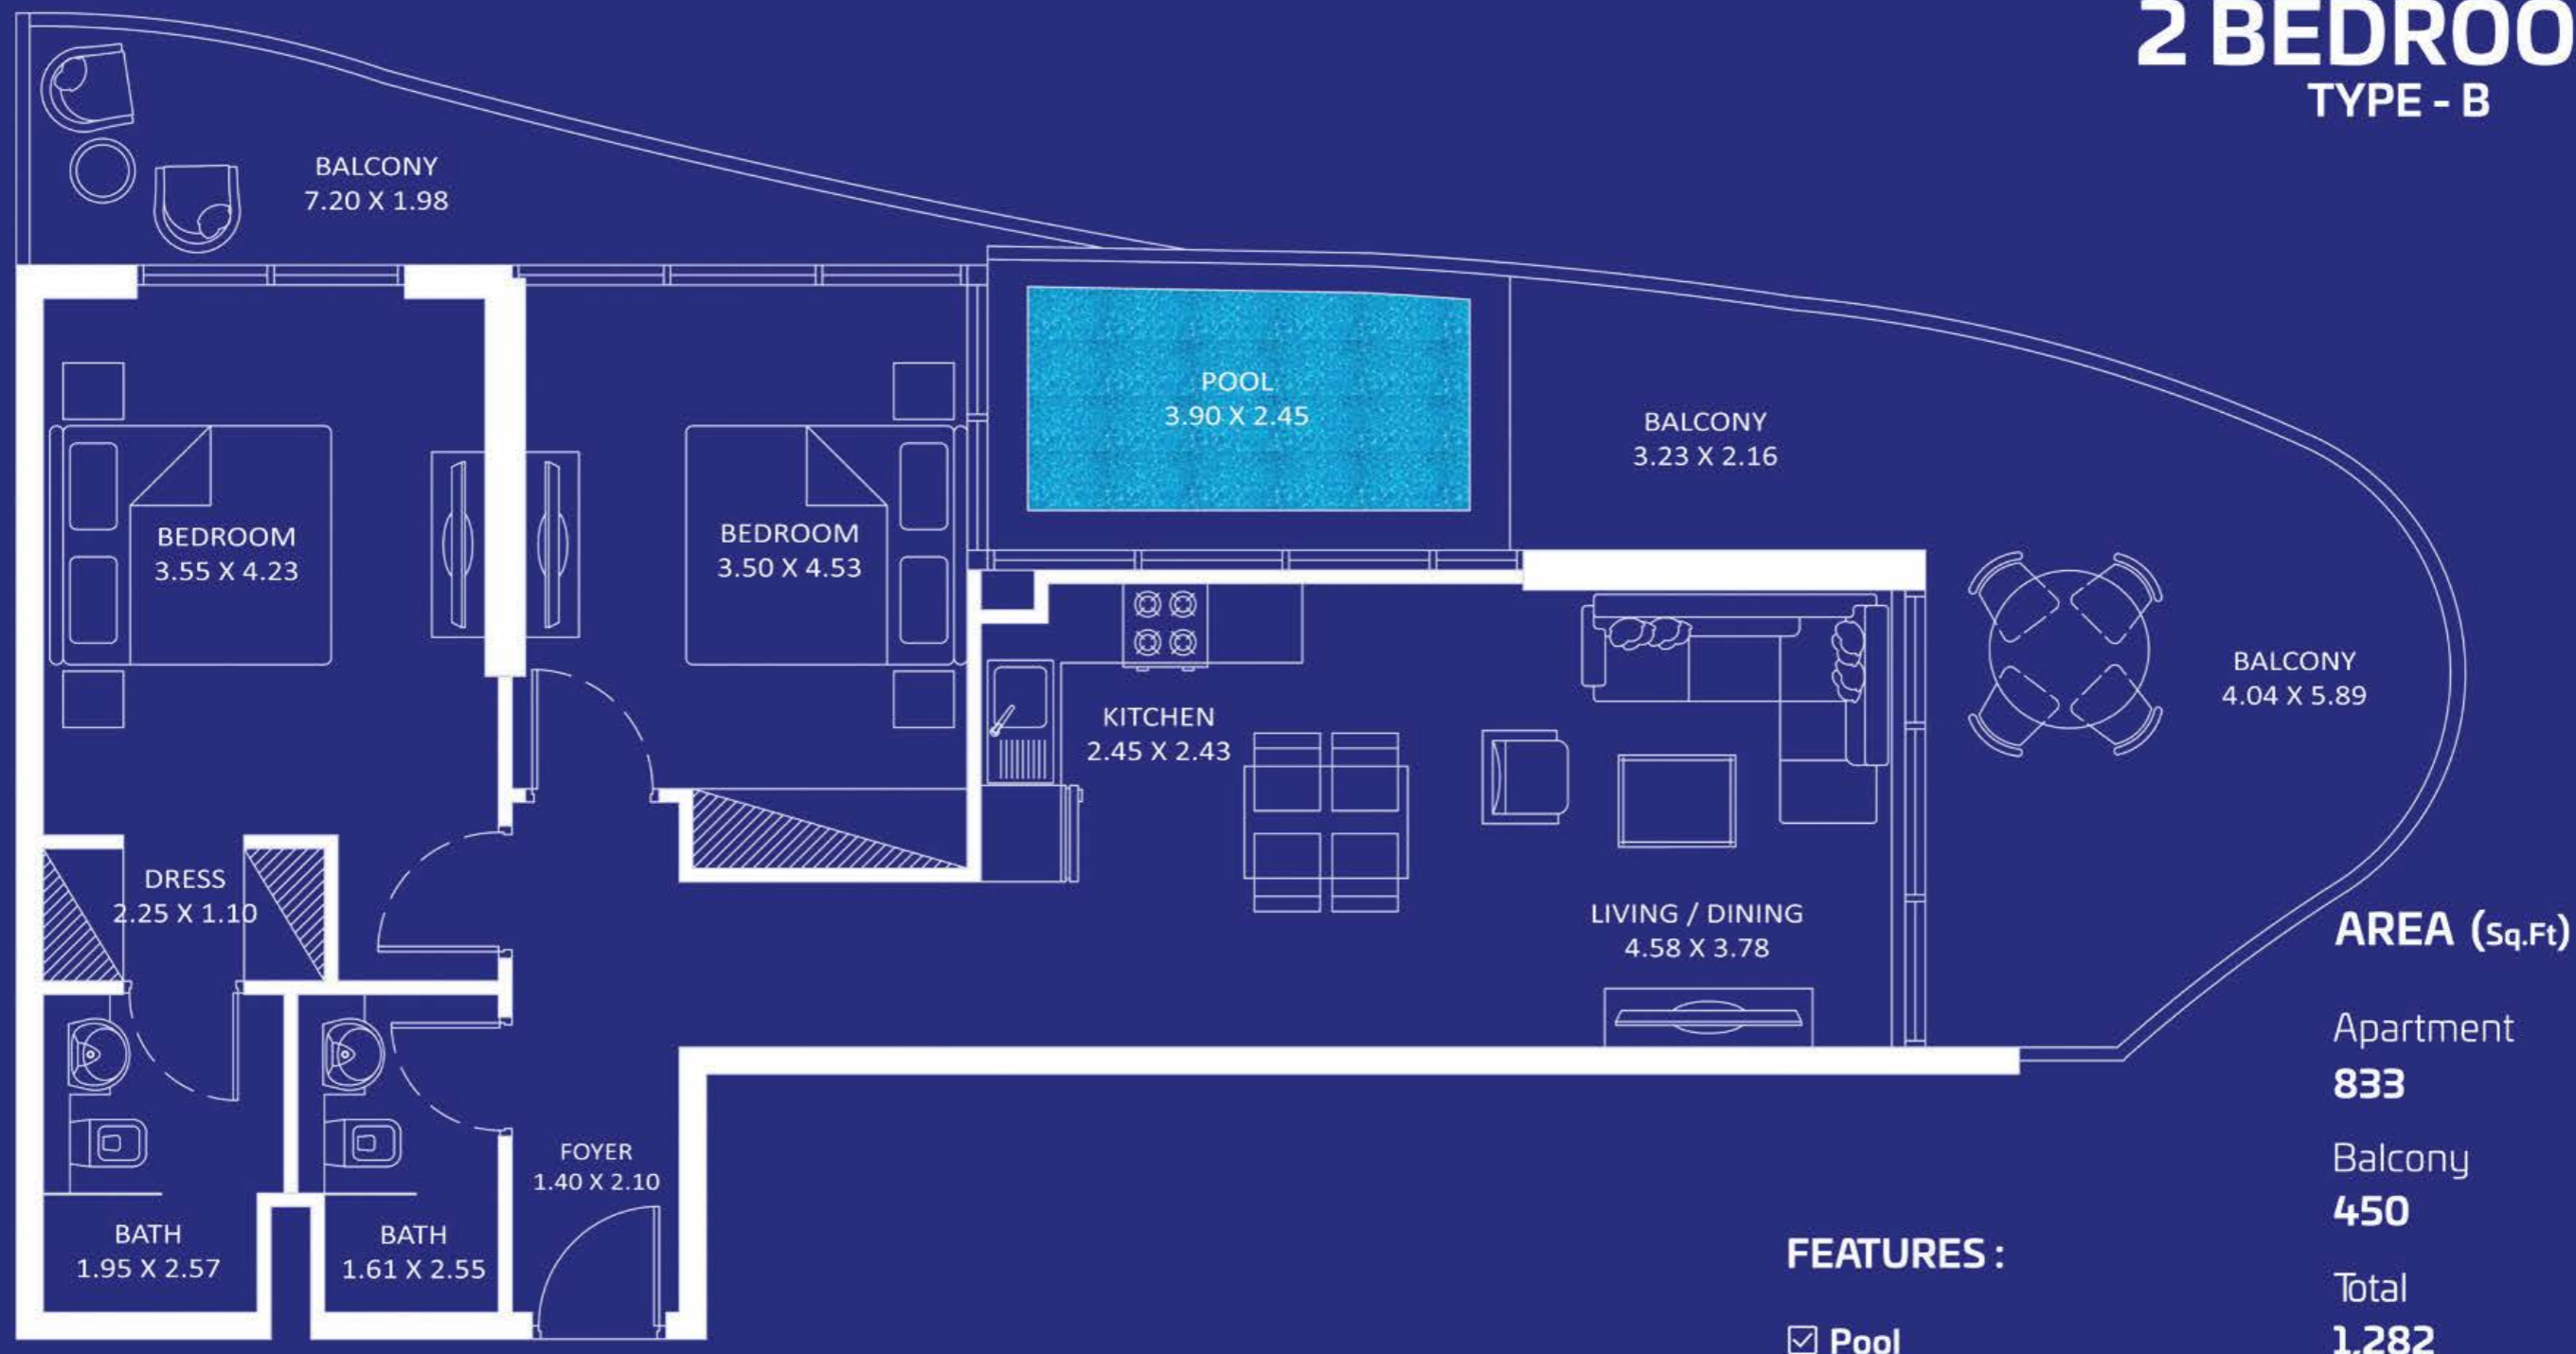 2 BEDROO
TYPE - B
BALCONY
7.20 X 1.98
POOL
3.90 X 2.45
BALCONY
3.23 X 2.16
BEDROOM
3.55 X 4.23
BEDROOM
3.50 X 4.53
BALCONY
4.04 X 5.89
KITCHEN
2.45 X 2.43
DRESS
2.25 X 1.10
LIVING / DINING
4.58 X 3.78
FOYER
1.40 X 2.10
BATH
1.95 X 2.57
BATH
1.61 X 2.55
AREA (Sq.Ft)
Apartment
833
Balcony
450
Total
1,282
FEATURES :
☑ Pool